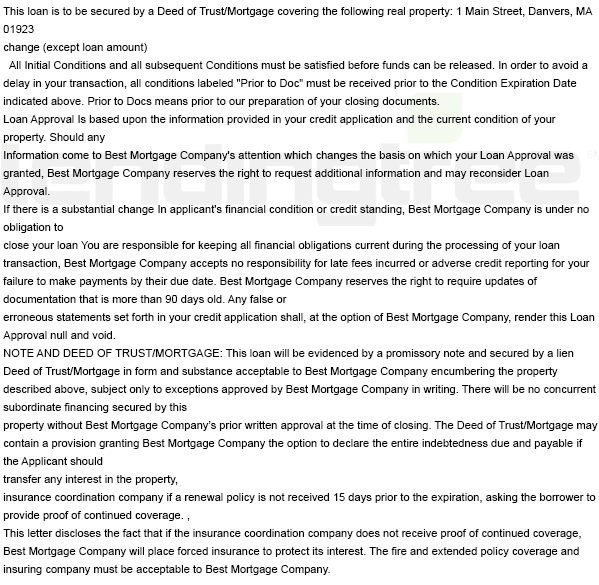 This loan is to be secured by a Deed of Trust/Mortgage covering the following real property: 1 Main Street, Danvers, MA
01923
change (except loan amount)
All Initial Conditions and all subsequent Conditions must be satisfied before funds can be released. In order to avoid a
delay in your transaction, all conditions labeled "Prior to Doc" must be received prior to the Condition Expiration Date
indicated above. Prior to Docs means prior to our preparation of your closing documents.
Loan Approval Is based upon the information provided in your credit application and the current condition of your
property. Should any
Information come to Best Mortgage Company's attention which changes the basis on which your Loan Approval was
granted, Best Mortgage Company reserves the right to request additional information and may reconsider Loan
Approval.
If there is a substantial change In applicant's financial condition or credit standing, Best Mortgage Company is under no
obligation to
close your loan You are responsible for keeping all financial obligations current during the processing of your loan
transaction, Best Mortgage Company accepts no responsibility for late fees incurred or adverse credit reporting for your
failure to make payments by their due date. Best Mortgage Company reserves the right to require updates of
documentation that is more than 90 days old. Any false or
erroneous statements set forth in your credit application shall, at the option of Best Mortgage Company, render this Loan
Approval null and void.
NOTE AND DEED OF TRUST/MORTGAGE: This loan will be evidenced by a promissory note and secured by a lien
Deed of Trust/Mortgage in form and substance acceptable to Best Mortgage Company encumbering the property
described above, subject only to exceptions approved by Best Mortgage Company in writing. There will be no concurrent
subordinate financing secured by this
property without Best Mortgage Company's prior written approval at the time of closing. The Deed of Trust/Mortgage may
contain a provision granting Best Mortgage Company the option to declare the entire indebtedness due and payable if
the Applicant should
transfer any interest in the property,
insurance coordination company if a renewal policy is not received 15 days prior to the expiration, asking the borrower to
provide proof of continued coverage. ,
This letter discloses the fact that if the insurance coordination company does not receive proof of continued coverage,
Best Mortgage Company will place forced insurance to protect its interest. The fire and extended policy coverage and
insuring company must be acceptable to Best Mortgage Company.
lendingtree